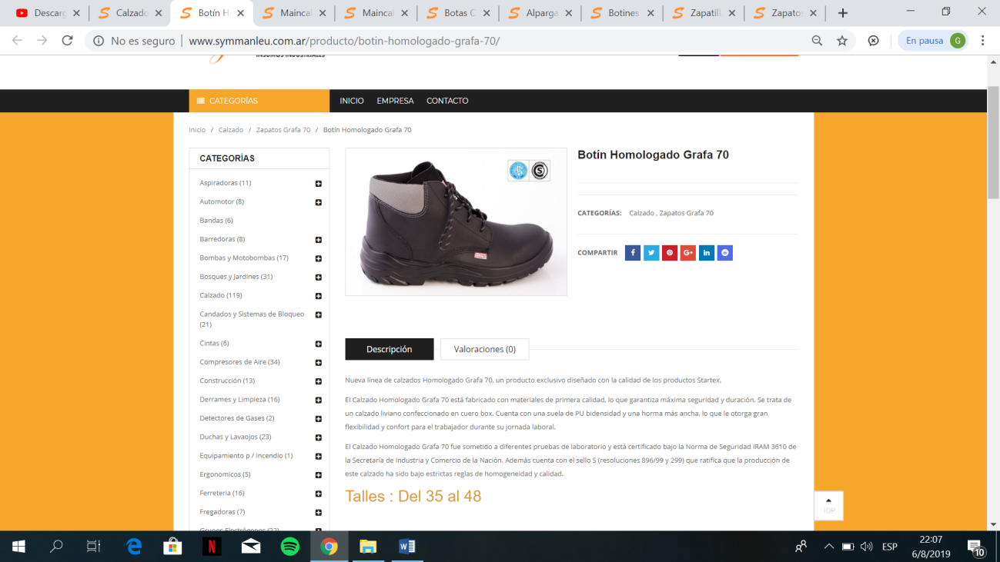 Descarg
Calzado
Botín H
Maincal
Maincal
Botas C
Alparga
Botines
Zapatill
Zapato
No es seguro
www.symmanleu.com.ar/producto/botin-homologado-grafa-70/
En pausa
G
INSUMOS INDUSTRIALES
CATEGORÍAS
INICIO
EMPRESA
CONTACTO
Inicio / Calzado / Zapatos Grafa 70 / Botín Homologado Grafa 70
CATEGORÍAS
Aspiradoras (11)
Automotor (8)
Bandas (6)
Barredoras (8)
Bombas y Motobombas (17)
Bosques y Jardines (31)
Calzado (119)
Candados y Sistemas de Bloqueo
(21)
Cintas (6)
Compresores de Aire (34)
Construcción (13)
Derrames y Limpieza (16)
Detectores de Gases (2)
Duchas y Lavaojos (23)
Equipamiento p / Incendio (1)
Ergonomicos (5)
Ferreteria (16)
Fregadoras (7)
Grupos Electrógenos (22)
S
Botín Homologado Grafa 70
CATEGORÍAS: Calzado , Zapatos Grafa 70
COMPARTIR
Descripción
Valoraciones (0)
Nueva línea de calzados Homologado Grafa 70, un producto exclusivo diseñado con la calidad de los productos Startex.
El Calzado Homologado Grafa 70 está fabricado con materiales de primera calidad, lo que garantiza máxima seguridad y duración. Se trata de
un calzado liviano confeccionado en cuero box. Cuenta con una suela de PU bidensidad y una horma más ancha, lo que le otorga gran
flexibilidad y confort para el trabajador durante su jornada laboral.
El Calzado Homologado Grafa 70 fue sometido a diferentes pruebas de laboratorio y está certificado bajo la Norma de Seguridad IRAM 3610 de
la Secretaría de Industria y Comercio de la Nación. Además cuenta con el sello S (resoluciones 896/99 y 299) que ratifica que la producción de
este calzado ha sido bajo estrictas reglas de homogeneidad y calidad.
Talles : Del 35 al 48
TOP
ESP
22:07
6/8/2019
10